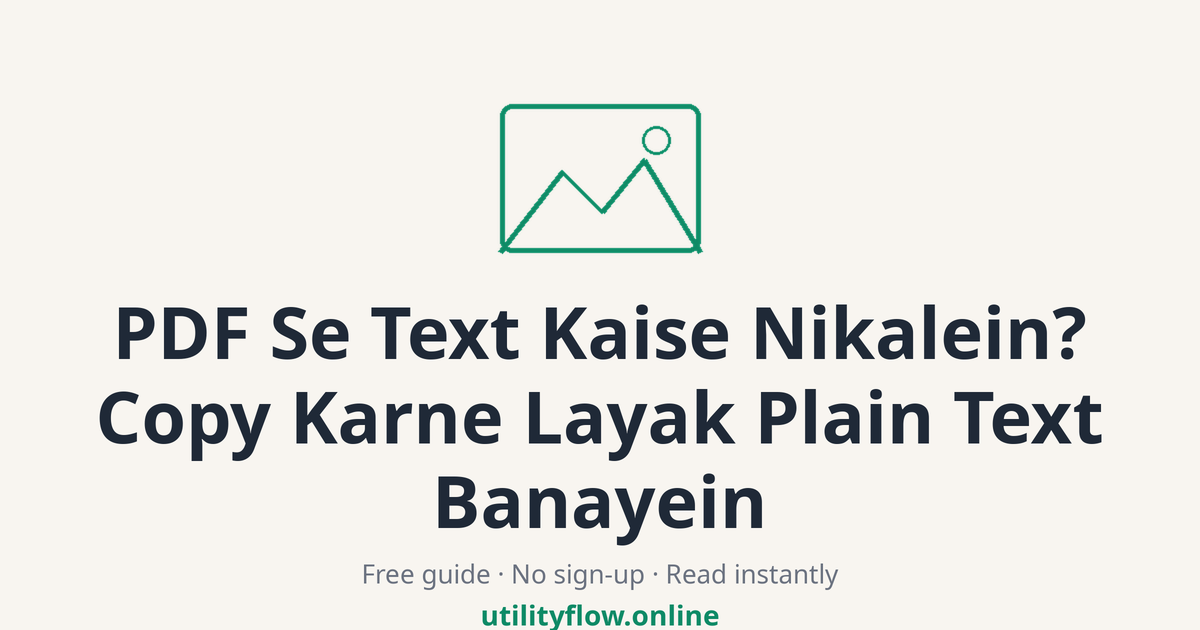 PDF Se Text Kaise Nikalein?
Copy Karne Layak Plain Text
Banayein
Free guide · No sign-up · Read instantly
utilityflow.online